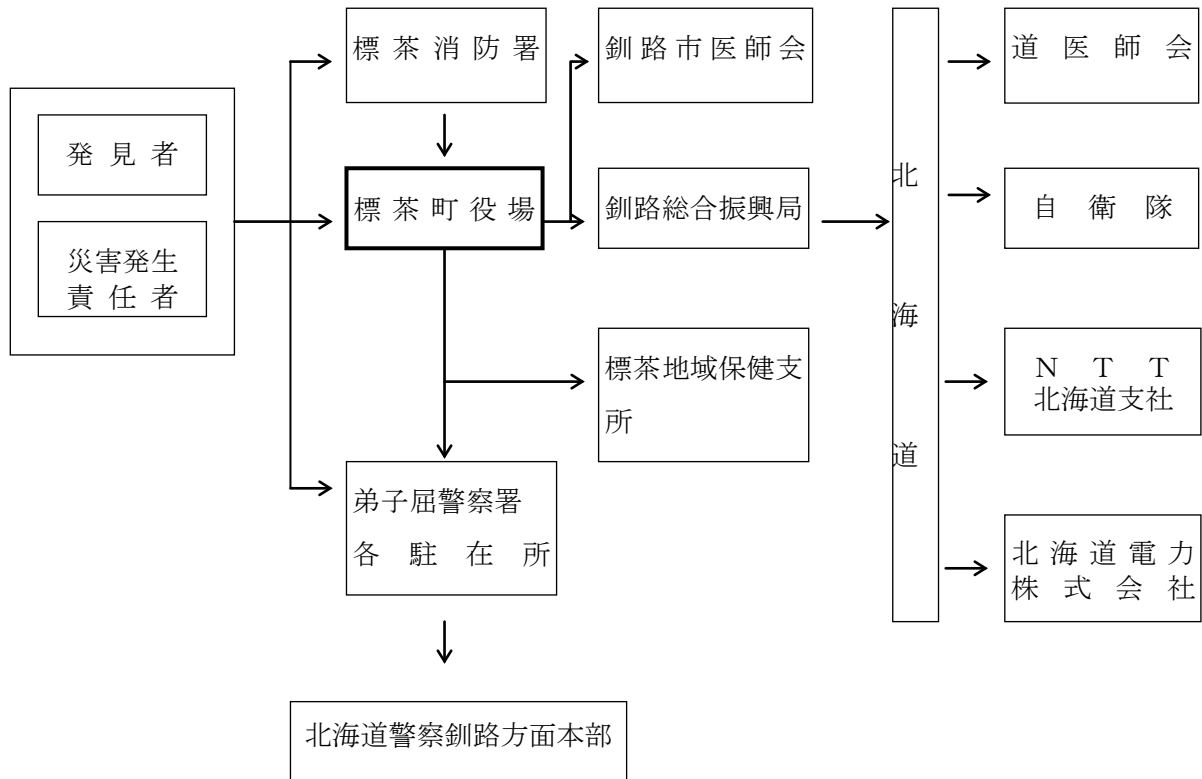 標茶消防署
釧路市医師会
道医師会
発見者
標茶町役場
釧路総合振興局
北海道
自衛隊
災害発生
責任者
標茶地域保健支
所
ＮＴＴ
北海道支社
弟子屈警察署
各駐在所
北海道電力
株式会社
北海道警察釧路方面本部